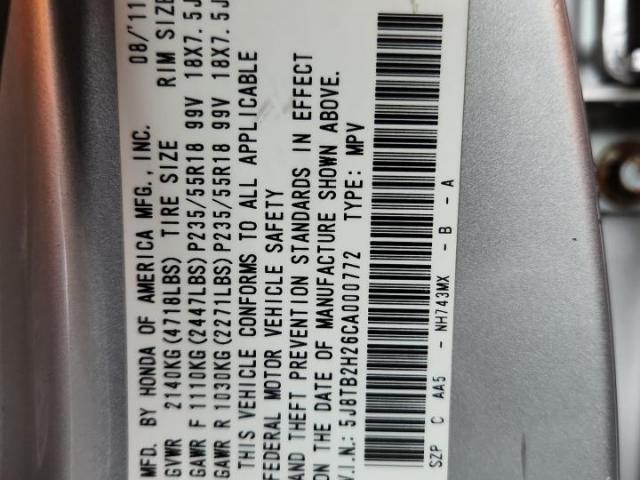 MFD. BY HONDA OF AMERICA MFG., INC. 08/'11
GVWR 2140KG(4718LBS) TIRE SIZE RIM SIZE
GAWR F 1110KG(2447LBS)P235/55R18 99V 18X7.5J
GAWR R 1030KG(2271LBS)P235/55R18 99V 18X7.5J
THIS VEHICLE CONFORMS TO ALL APPLICABLE
FEDERAL MOTOR VEHICLE SAFETY
AND THEFT PREVENTION STANDARDS IN EFFECT
ON THE DATE OF MANUFACTURE SHOWN ABOVE.
V.I.N.: 5J8TB2H26CA000772 TYPE: MPV
SZP C AA5 - NH743MX - B - A